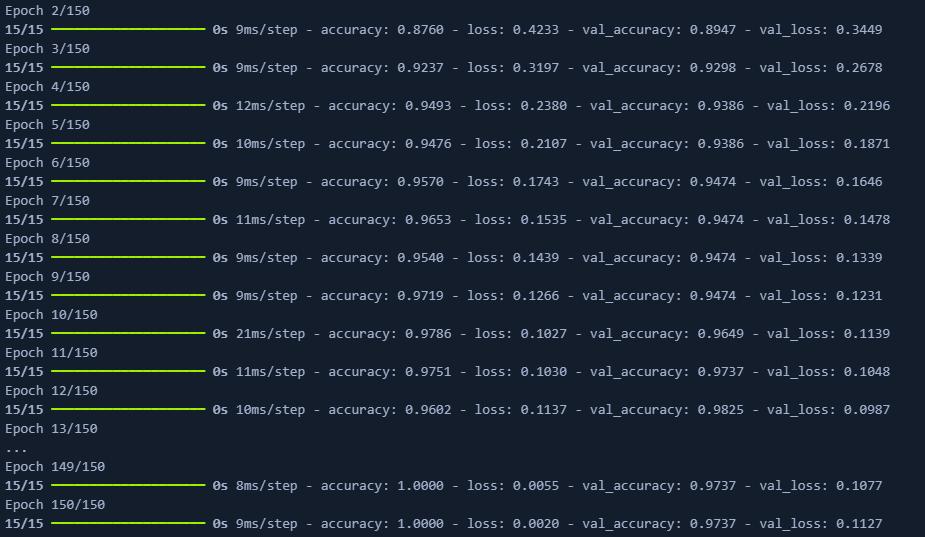 Epoch 2/150
15/15 ━━━━━━━━━━━━━━━━━━━━ 0s 9ms/step - accuracy: 0.8760 - loss: 0.4233 - val_accuracy: 0.8947 - val_loss: 0.3449
Epoch 3/150
15/15 ━━━━━━━━━━━━━━━━━━━━ 0s 9ms/step - accuracy: 0.9237 - loss: 0.3197 - val_accuracy: 0.9298 - val_loss: 0.2678
Epoch 4/150
15/15 ━━━━━━━━━━━━━━━━━━━━ 0s 12ms/step - accuracy: 0.9493 - loss: 0.2380 - val_accuracy: 0.9386 - val_loss: 0.2196
Epoch 5/150
15/15 ━━━━━━━━━━━━━━━━━━━━ 0s 10ms/step - accuracy: 0.9476 - loss: 0.2107 - val_accuracy: 0.9386 - val_loss: 0.1871
Epoch 6/150
15/15 ━━━━━━━━━━━━━━━━━━━━ 0s 9ms/step - accuracy: 0.9570 - loss: 0.1743 - val_accuracy: 0.9474 - val_loss: 0.1646
Epoch 7/150
15/15 ━━━━━━━━━━━━━━━━━━━━ 0s 11ms/step - accuracy: 0.9653 - loss: 0.1535 - val_accuracy: 0.9474 - val_loss: 0.1478
Epoch 8/150
15/15 ━━━━━━━━━━━━━━━━━━━━ 0s 9ms/step - accuracy: 0.9540 - loss: 0.1439 - val_accuracy: 0.9474 - val_loss: 0.1339
Epoch 9/150
15/15 ━━━━━━━━━━━━━━━━━━━━ 0s 9ms/step - accuracy: 0.9719 - loss: 0.1266 - val_accuracy: 0.9474 - val_loss: 0.1231
Epoch 10/150
15/15 ━━━━━━━━━━━━━━━━━━━━ 0s 21ms/step - accuracy: 0.9786 - loss: 0.1027 - val_accuracy: 0.9649 - val_loss: 0.1139
Epoch 11/150
15/15 ━━━━━━━━━━━━━━━━━━━━ 0s 11ms/step - accuracy: 0.9751 - loss: 0.1030 - val_accuracy: 0.9737 - val_loss: 0.1048
Epoch 12/150
15/15 ━━━━━━━━━━━━━━━━━━━━ 0s 10ms/step - accuracy: 0.9602 - loss: 0.1137 - val_accuracy: 0.9825 - val_loss: 0.0987
Epoch 13/150
...
Epoch 149/150
15/15 ━━━━━━━━━━━━━━━━━━━━ 0s 8ms/step - accuracy: 1.0000 - loss: 0.0055 - val_accuracy: 0.9737 - val_loss: 0.1077
Epoch 150/150
15/15 ━━━━━━━━━━━━━━━━━━━━ 0s 9ms/step - accuracy: 1.0000 - loss: 0.0020 - val_accuracy: 0.9737 - val_loss: 0.1127